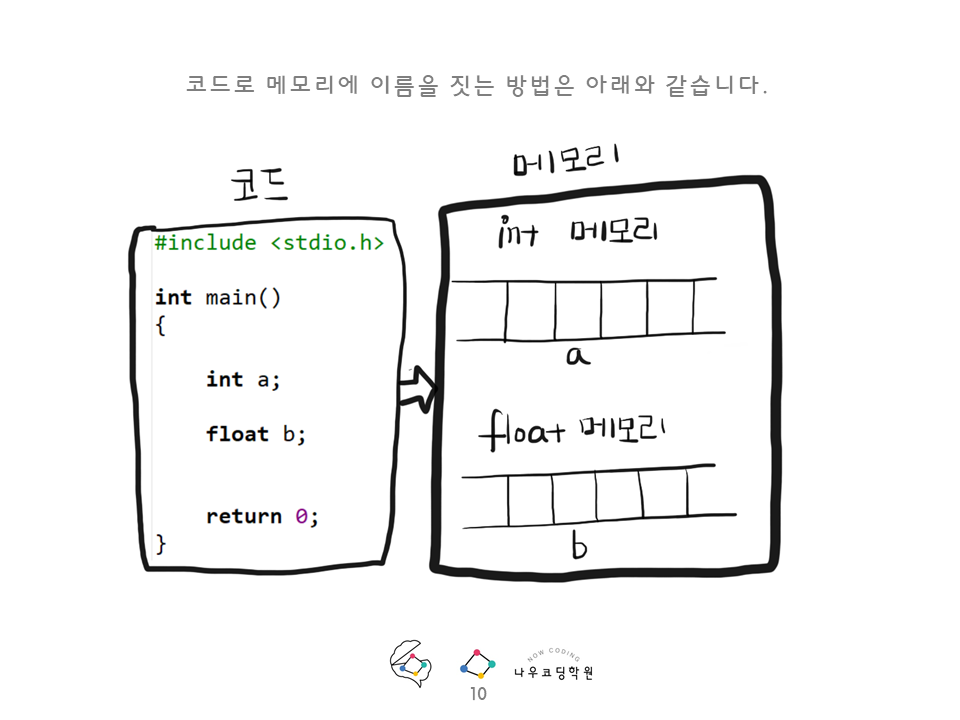 코드로 메모리에 이름을 짓는 방법은 아래와 같습니다.
코드
#include <stdio.h>
int main()
{
int a;
float b;
return 0;
}
메모리
int 메모리
a
float 메모리
b
NOW CODING
나우코딩학원
10